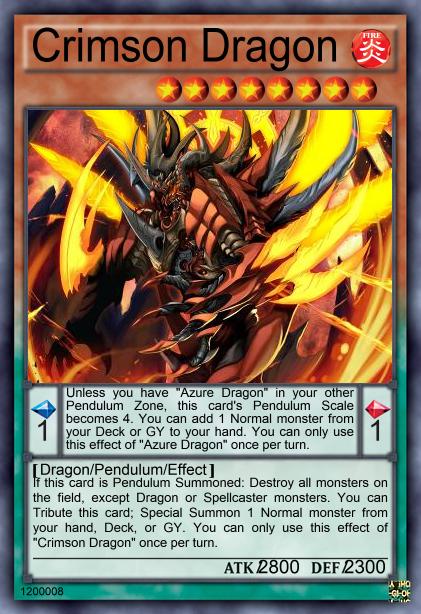 Crimson Dragon
FIRE
炎
Unless you have "Azure Dragon" in your other
Pendulum Zone, this card's Pendulum Scale
becomes 4. You can add 1 Normal monster from
your Deck or GY to your hand. You can only use
this effect of "Azure Dragon" once per turn.
1
1
[Dragon/Pendulum/Effect]
If this card is Pendulum Summoned: Destroy all monsters on
the field, except Dragon or Spellcaster monsters. You can
Tribute this card; Special Summon 1 Normal monster from
your hand, Deck, or GY. You can only use this effect of
"Crimson Dragon" once per turn.
ATK/2800 DEF/2300
1200008